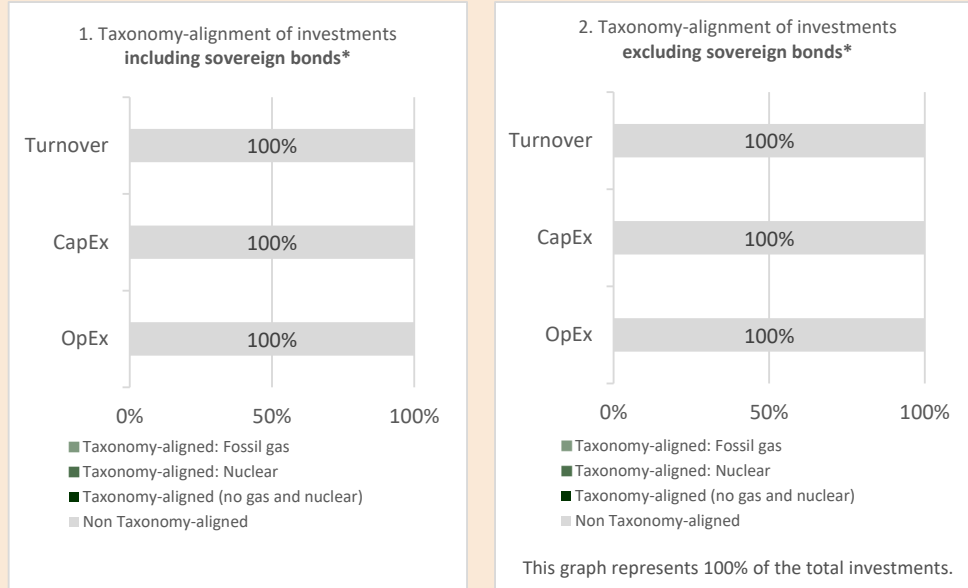 1. Taxonomy-alignment of investments
including sovereign bonds*
Turnover
100%
CapEx
100%
OpEx
100%
0%
50%
100%
Taxonomy-aligned: Fossil gas
Taxonomy-aligned: Nuclear
Taxonomy-aligned (no gas and nuclear)
Non Taxonomy-aligned
2. Taxonomy-alignment of investments
excluding sovereign bonds*
Turnover
100%
CapEx
100%
OpEx
100%
0%
50%
100%
Taxonomy-aligned: Fossil gas
Taxonomy-aligned: Nuclear
Taxonomy-aligned (no gas and nuclear)
Non Taxonomy-aligned
This graph represents 100% of the total investments.